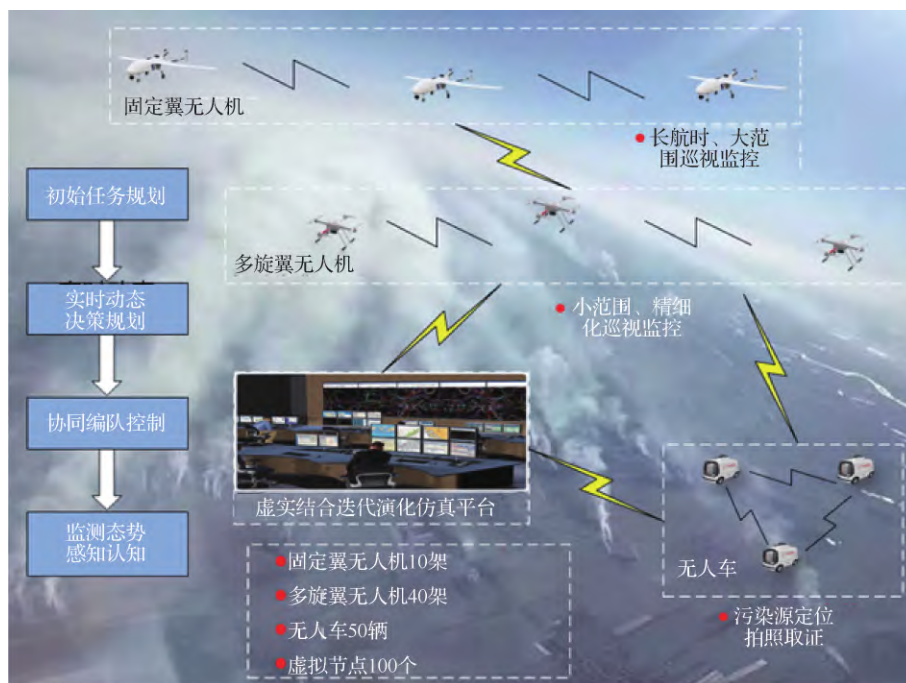 固定翼无人机
长航时、大范
围巡视监控
初始任务规划
多旋翼无人机
实时动态
决策规划
小范围、精细
化巡视监控
协同编队控制
虚实结合迭代演化仿真平台
监测态势
感知认知
固定翼无人机10架
多旋翼无人机40架
无人车50辆
虚拟节点100个
无人车
污染源定位
拍照取证